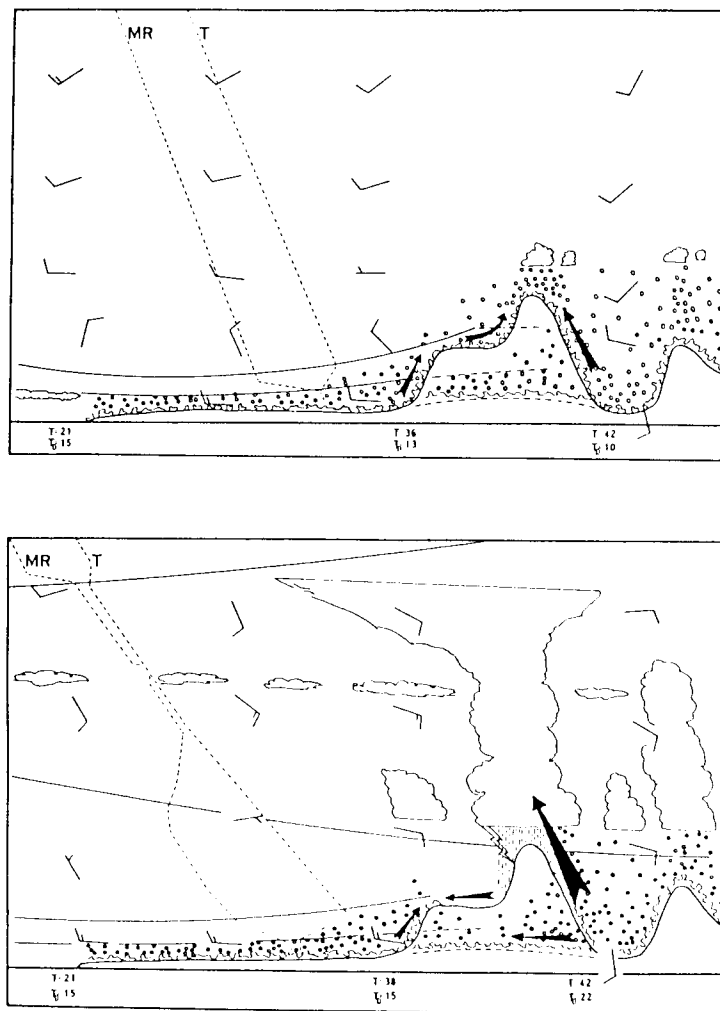 MR T
T·21 T·36 T·42
Td 15 Td 13 Td 10
MR T
T·21 T·38 T·42
Td 15 Td 15 Td 22